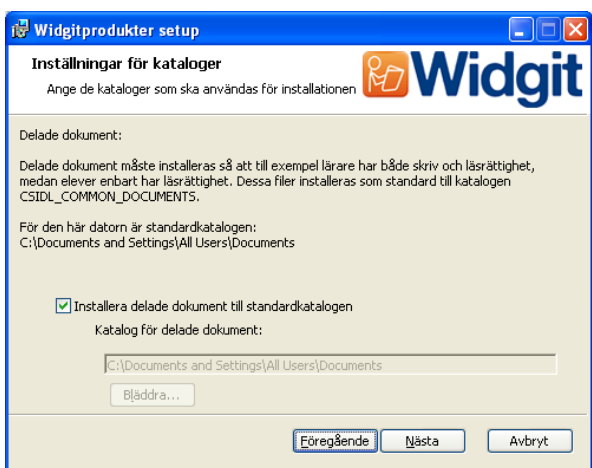 Widgitprodukter setup
Inställningar för kataloger
Ange de kataloger som ska användas för installationen
Widgit
Delade dokument:
Delade dokument måste installeras så att till exempel lärare har både skriv och läsrättighet,
medan elever enbart har läsrättighet. Dessa filer installeras som standard till katalogen
CSIDL_COMMON_DOCUMENTS.
För den här datorn är standardkatalogen:
C:\Documents and Settings\All Users\Documents
Installera delade dokument till standardkatalogen
Katalog för delade dokument:
C:\Documents and Settings\All Users\Documents
Bläddra...
Föregående Nästa Avbryt